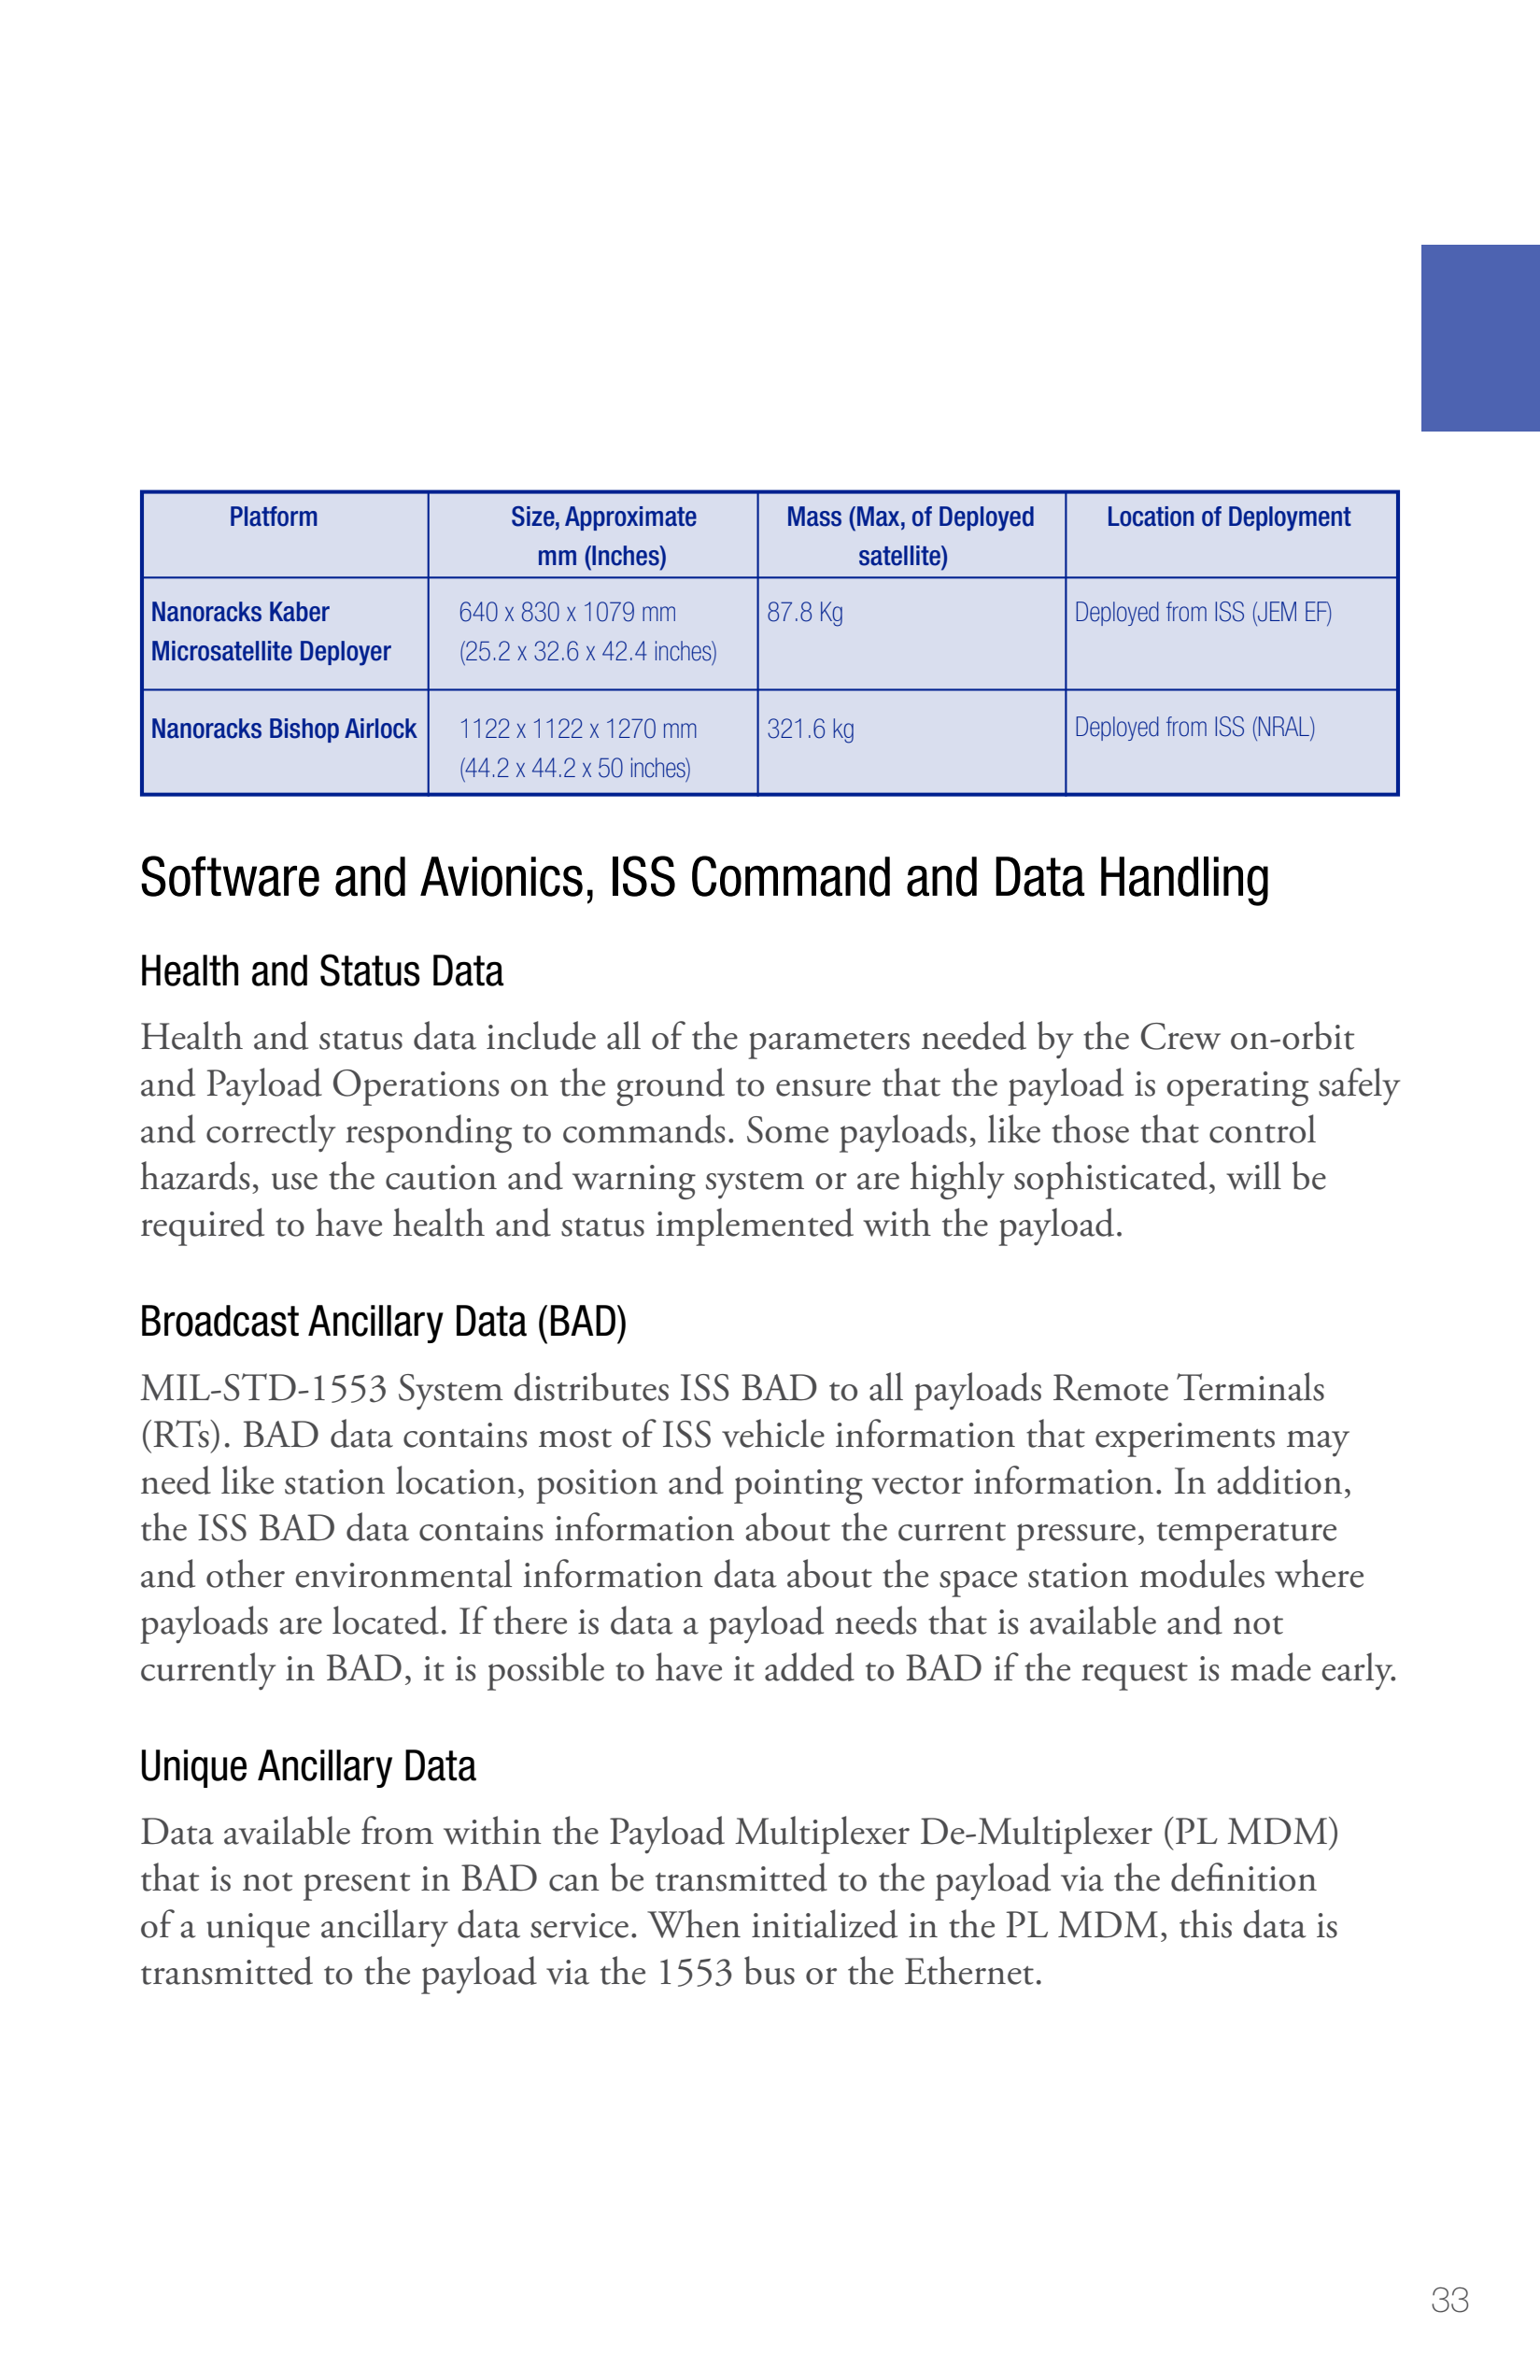 Platform
Size, Approximate
mm (Inches)
Mass (Max, of Deployed
satellite)
Location of Deployment
Nanoracks Kaber
Microsatellite Deployer
640 x 830 x 1079 mm
(25.2 x 32.6 x 42.4 inches)
87.8 Kg
Deployed from ISS (JEM EF)
Nanoracks Bishop Airlock
1122 x 1122 x 1270 mm
(44.2 x 44.2 x 50 inches)
321.6 kg
Deployed from ISS (NRAL)
Software and Avionics, ISS Command and Data Handling
Health and Status Data
Health and status data include all of the parameters needed by the Crew on-orbit
and Payload Operations on the ground to ensure that the payload is operating safely
and correctly responding to commands. Some payloads, like those that control
hazards, use the caution and warning system or are highly sophisticated, will be
required to have health and status implemented with the payload.
Broadcast Ancillary Data (BAD)
MIL-STD-1553 System distributes ISS BAD to all payloads Remote Terminals
(RTs). BAD data contains most of ISS vehicle information that experiments may
need like station location, position and pointing vector information. In addition,
the ISS BAD data contains information about the current pressure, temperature
and other environmental information data about the space station modules where
payloads are located. If there is data a payload needs that is available and not
currently in BAD, it is possible to have it added to BAD if the request is made early.
Unique Ancillary Data
Data available from within the Payload Multiplexer De-Multiplexer (PL MDM)
that is not present in BAD can be transmitted to the payload via the definition
of a unique ancillary data service. When initialized in the PL MDM, this data is
transmitted to the payload via the 1553 bus or the Ethernet.
33